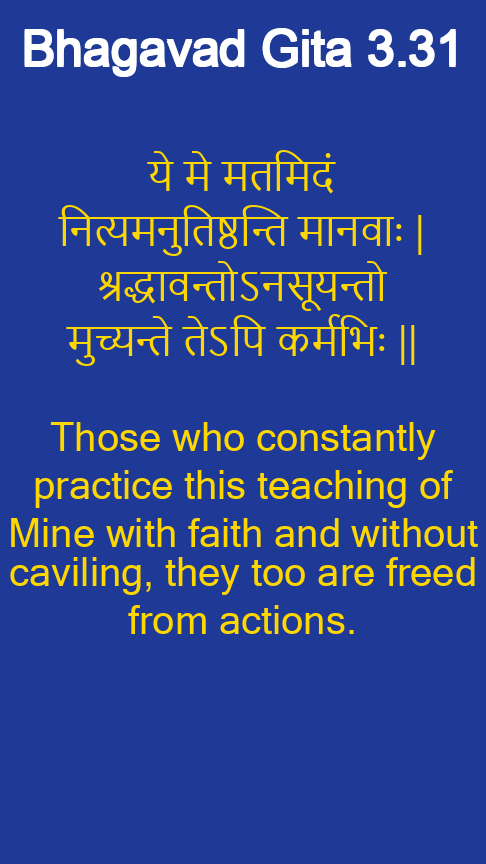 Bhagavad Gita 3.31
ये मे मतमिदं
नित्यमनुतिष्ठन्ति मानवाः |
श्रद्धावन्तोऽनसूयन्तो
मुच्यन्ते तेऽपि कर्मभिः ||
Those who constantly
practice this teaching of
Mine with faith and without
caviling, they too are freed
from actions.